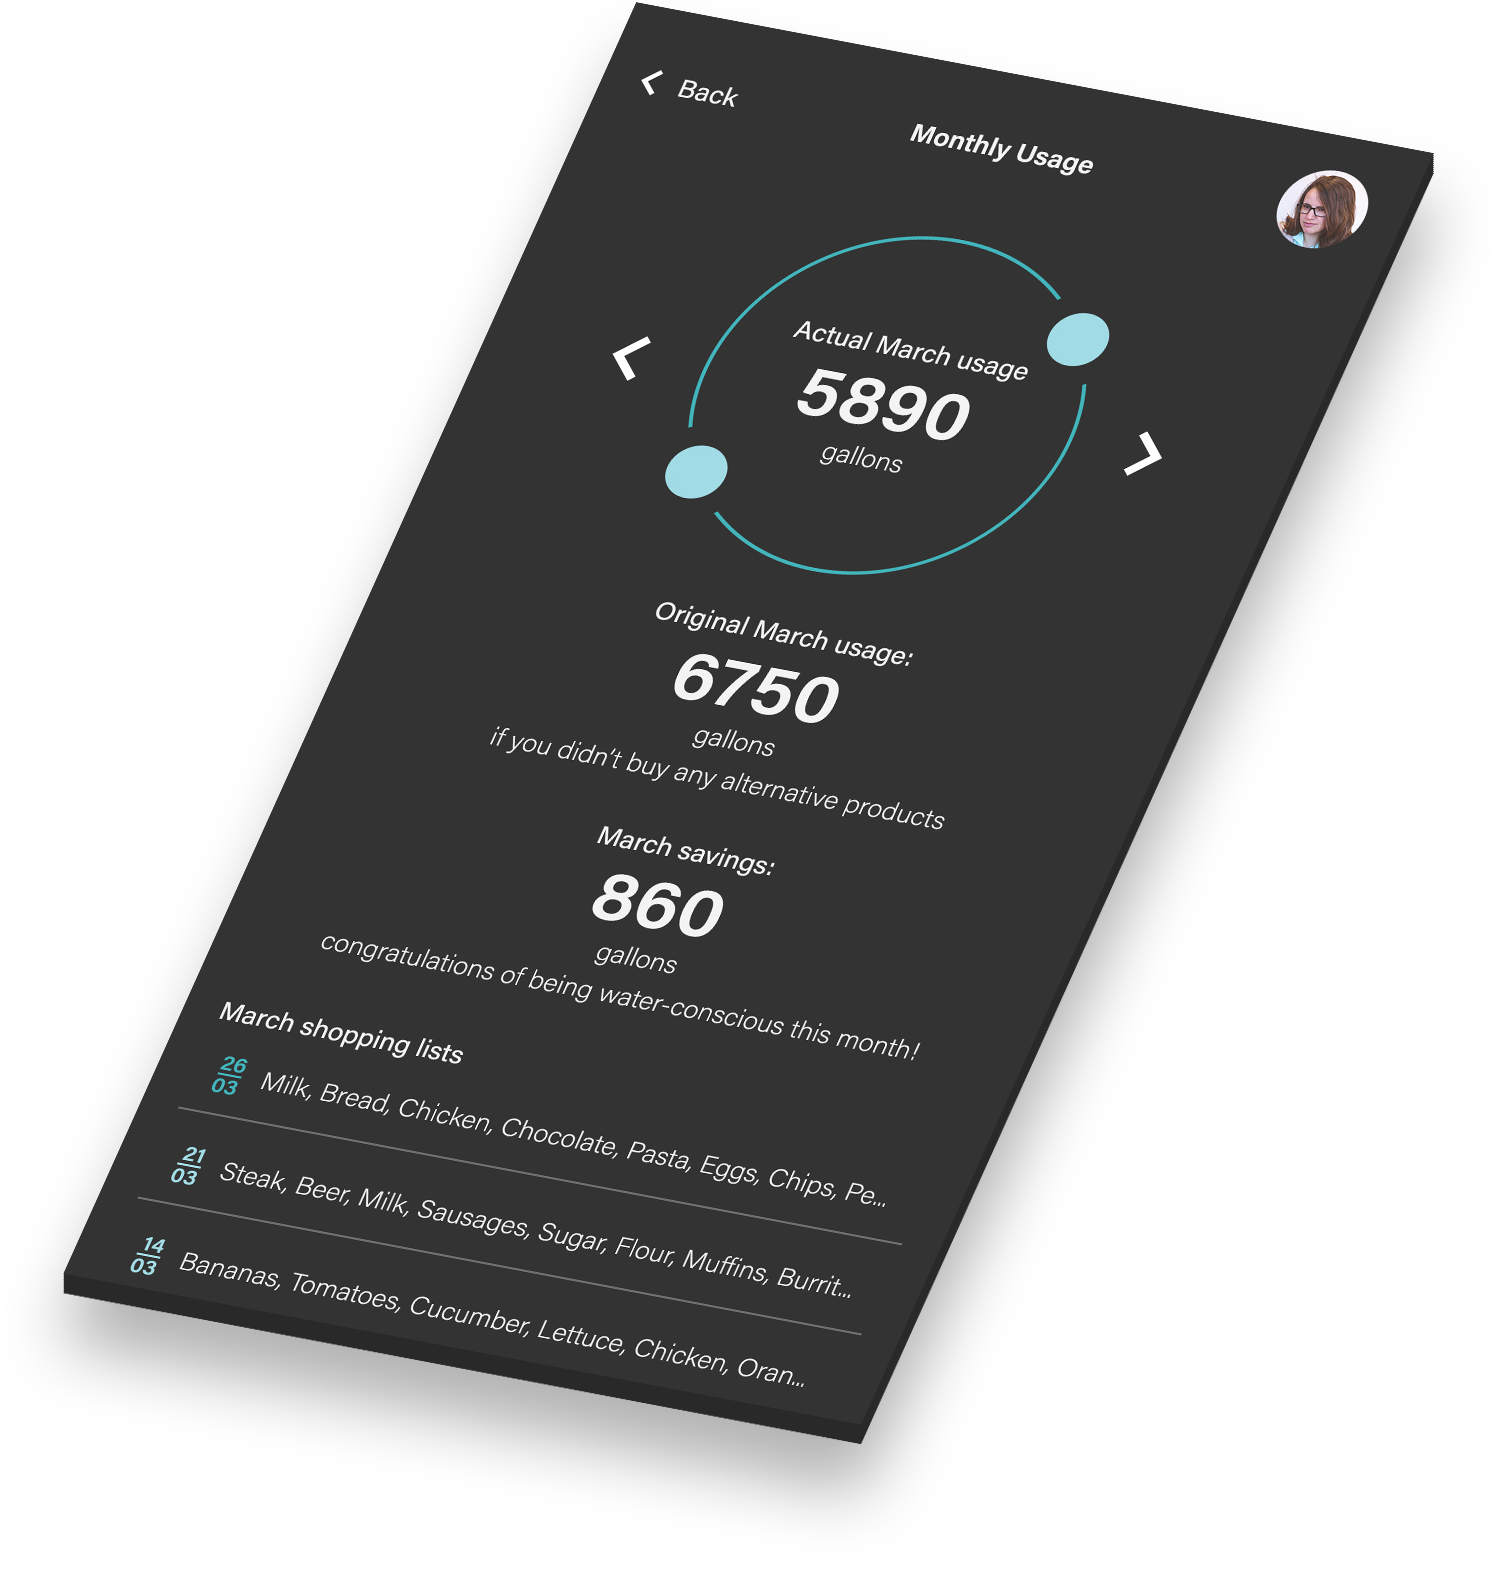 Back
Monthly Usage
Actual March usage
5890
gallons
Original March usage:
6750
gallons
if you didn't buy any alternative products
March savings:
860
gallons
congratulations of being water-conscious this month!
March shopping lists
26
03
Milk, Bread, Chicken, Chocolate, Pasta, Eggs, Chips, Pe...
21
03
Steak, Beer, Milk, Sausages, Sugar, Flour, Muffins, Burrit...
14
03
Bananas, Tomatoes, Cucumber, Lettuce, Chicken, Oran...